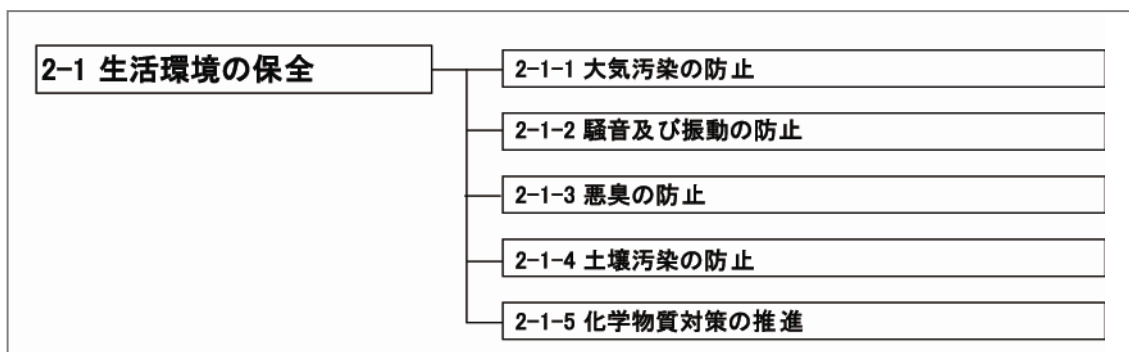 2-1 生活環境の保全
2-1-1 大気汚染の防止
2-1-2 騒音及び振動の防止
2-1-3 悪臭の防止
2-1-4 土壌汚染の防止
2-1-5 化学物質対策の推進